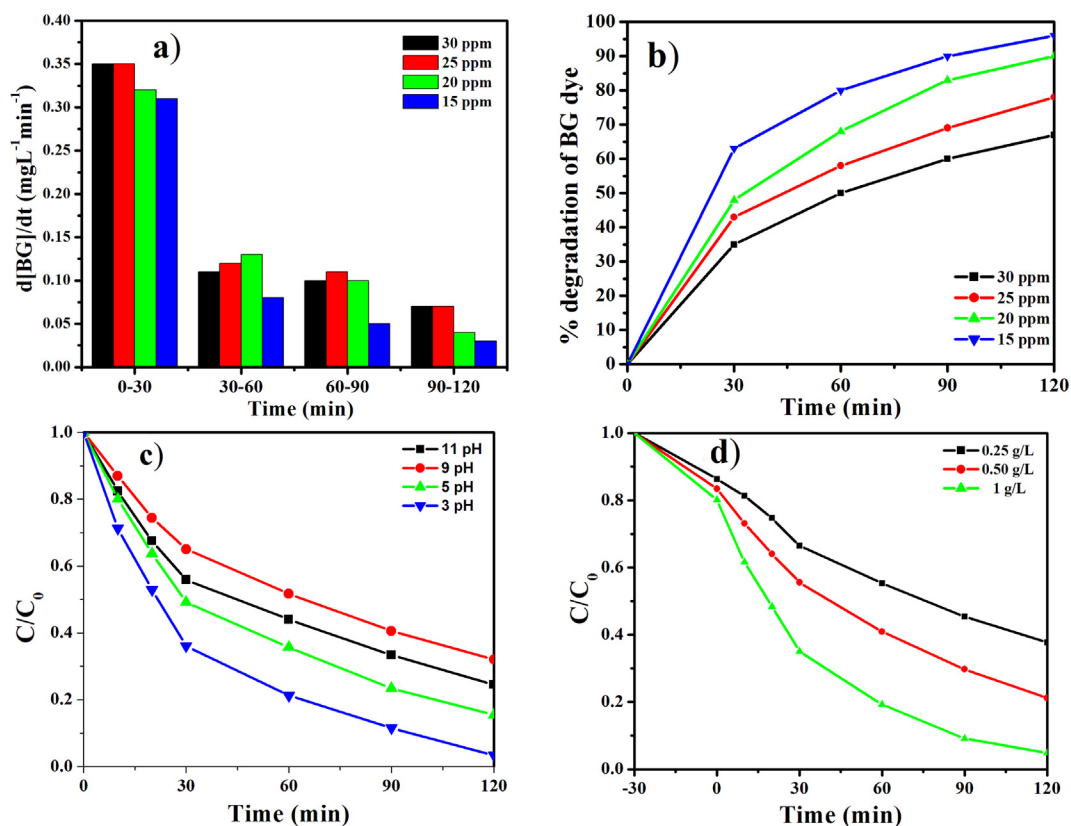 a)
30 ppm
25 ppm
20 ppm
15 ppm
d[BG]/dt (mgL⁻¹min⁻¹)
0.40
0.35
0.30
0.25
0.20
0.15
0.10
0.05
0.00
0-30 30-60 60-90 90-120
Time (min)
b)
% degradation of BG dye
100
90
80
70
60
50
40
30
20
10
0
30 ppm
25 ppm
20 ppm
15 ppm
0 30 60 90 120
Time (min)
c)
11 pH
9 pH
5 pH
3 pH
C/C₀
1.0
0.8
0.6
0.4
0.2
0.0
0 30 60 90 120
Time (min)
d)
0.25 g/L
0.50 g/L
1 g/L
C/C₀
1.0
0.8
0.6
0.4
0.2
0.0
-30 0 30 60 90 120
Time (min)